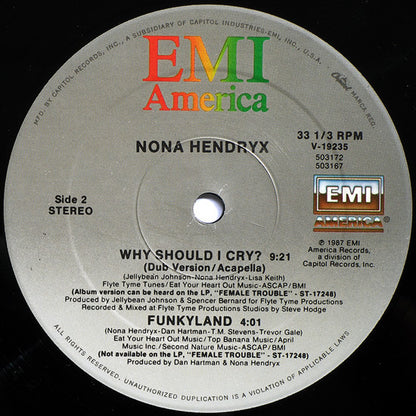 MFD. BY CAPITOL RECORDS, INC., A SUBSIDIARY OF CAPITOL INDUSTRIES-EMI, INC., U.S.A.
Capitol MARCA REG.
EMI
America
NONA HENDRYX
33 1/3 RPM
V-19235
503172
503167
Side 2
STEREO
EMI
AMERICA
℗ 1987 EMI
America Records,
a division of
Capitol Records, Inc.
WHY SHOULD I CRY? 9:21
(Dub Version/Acapella)
(Jellybean Johnson-Nona Hendryx-Lisa Keith)
Flyte Tyme Tunes/Eat Your Heart Out Music-ASCAP/BMI
(Album version can be heard on the LP, "FEMALE TROUBLE" - ST-17248)
Produced by Jellybean Johnson and Spencer Bernard for Flyte Tyme Productions
Recorded & Mixed at Flyte Tyme Productions Studios by Steve Hodge
FUNKYLAND 4:01
(Nona Hendryx-Dan Hartman-T.M. Stevens-Trevor Gale)
Eat Your Heart Out Music/Top Banana Music/April
Music Inc./Second Nature Music-ASCAP/BMI
(Not available on the LP, "FEMALE TROUBLE" - ST-17248)
Produced by Dan Hartman & Nona Hendryx
ALL RIGHTS RESERVED. UNAUTHORIZED DUPLICATION IS A VIOLATION OF APPLICABLE LAWS.